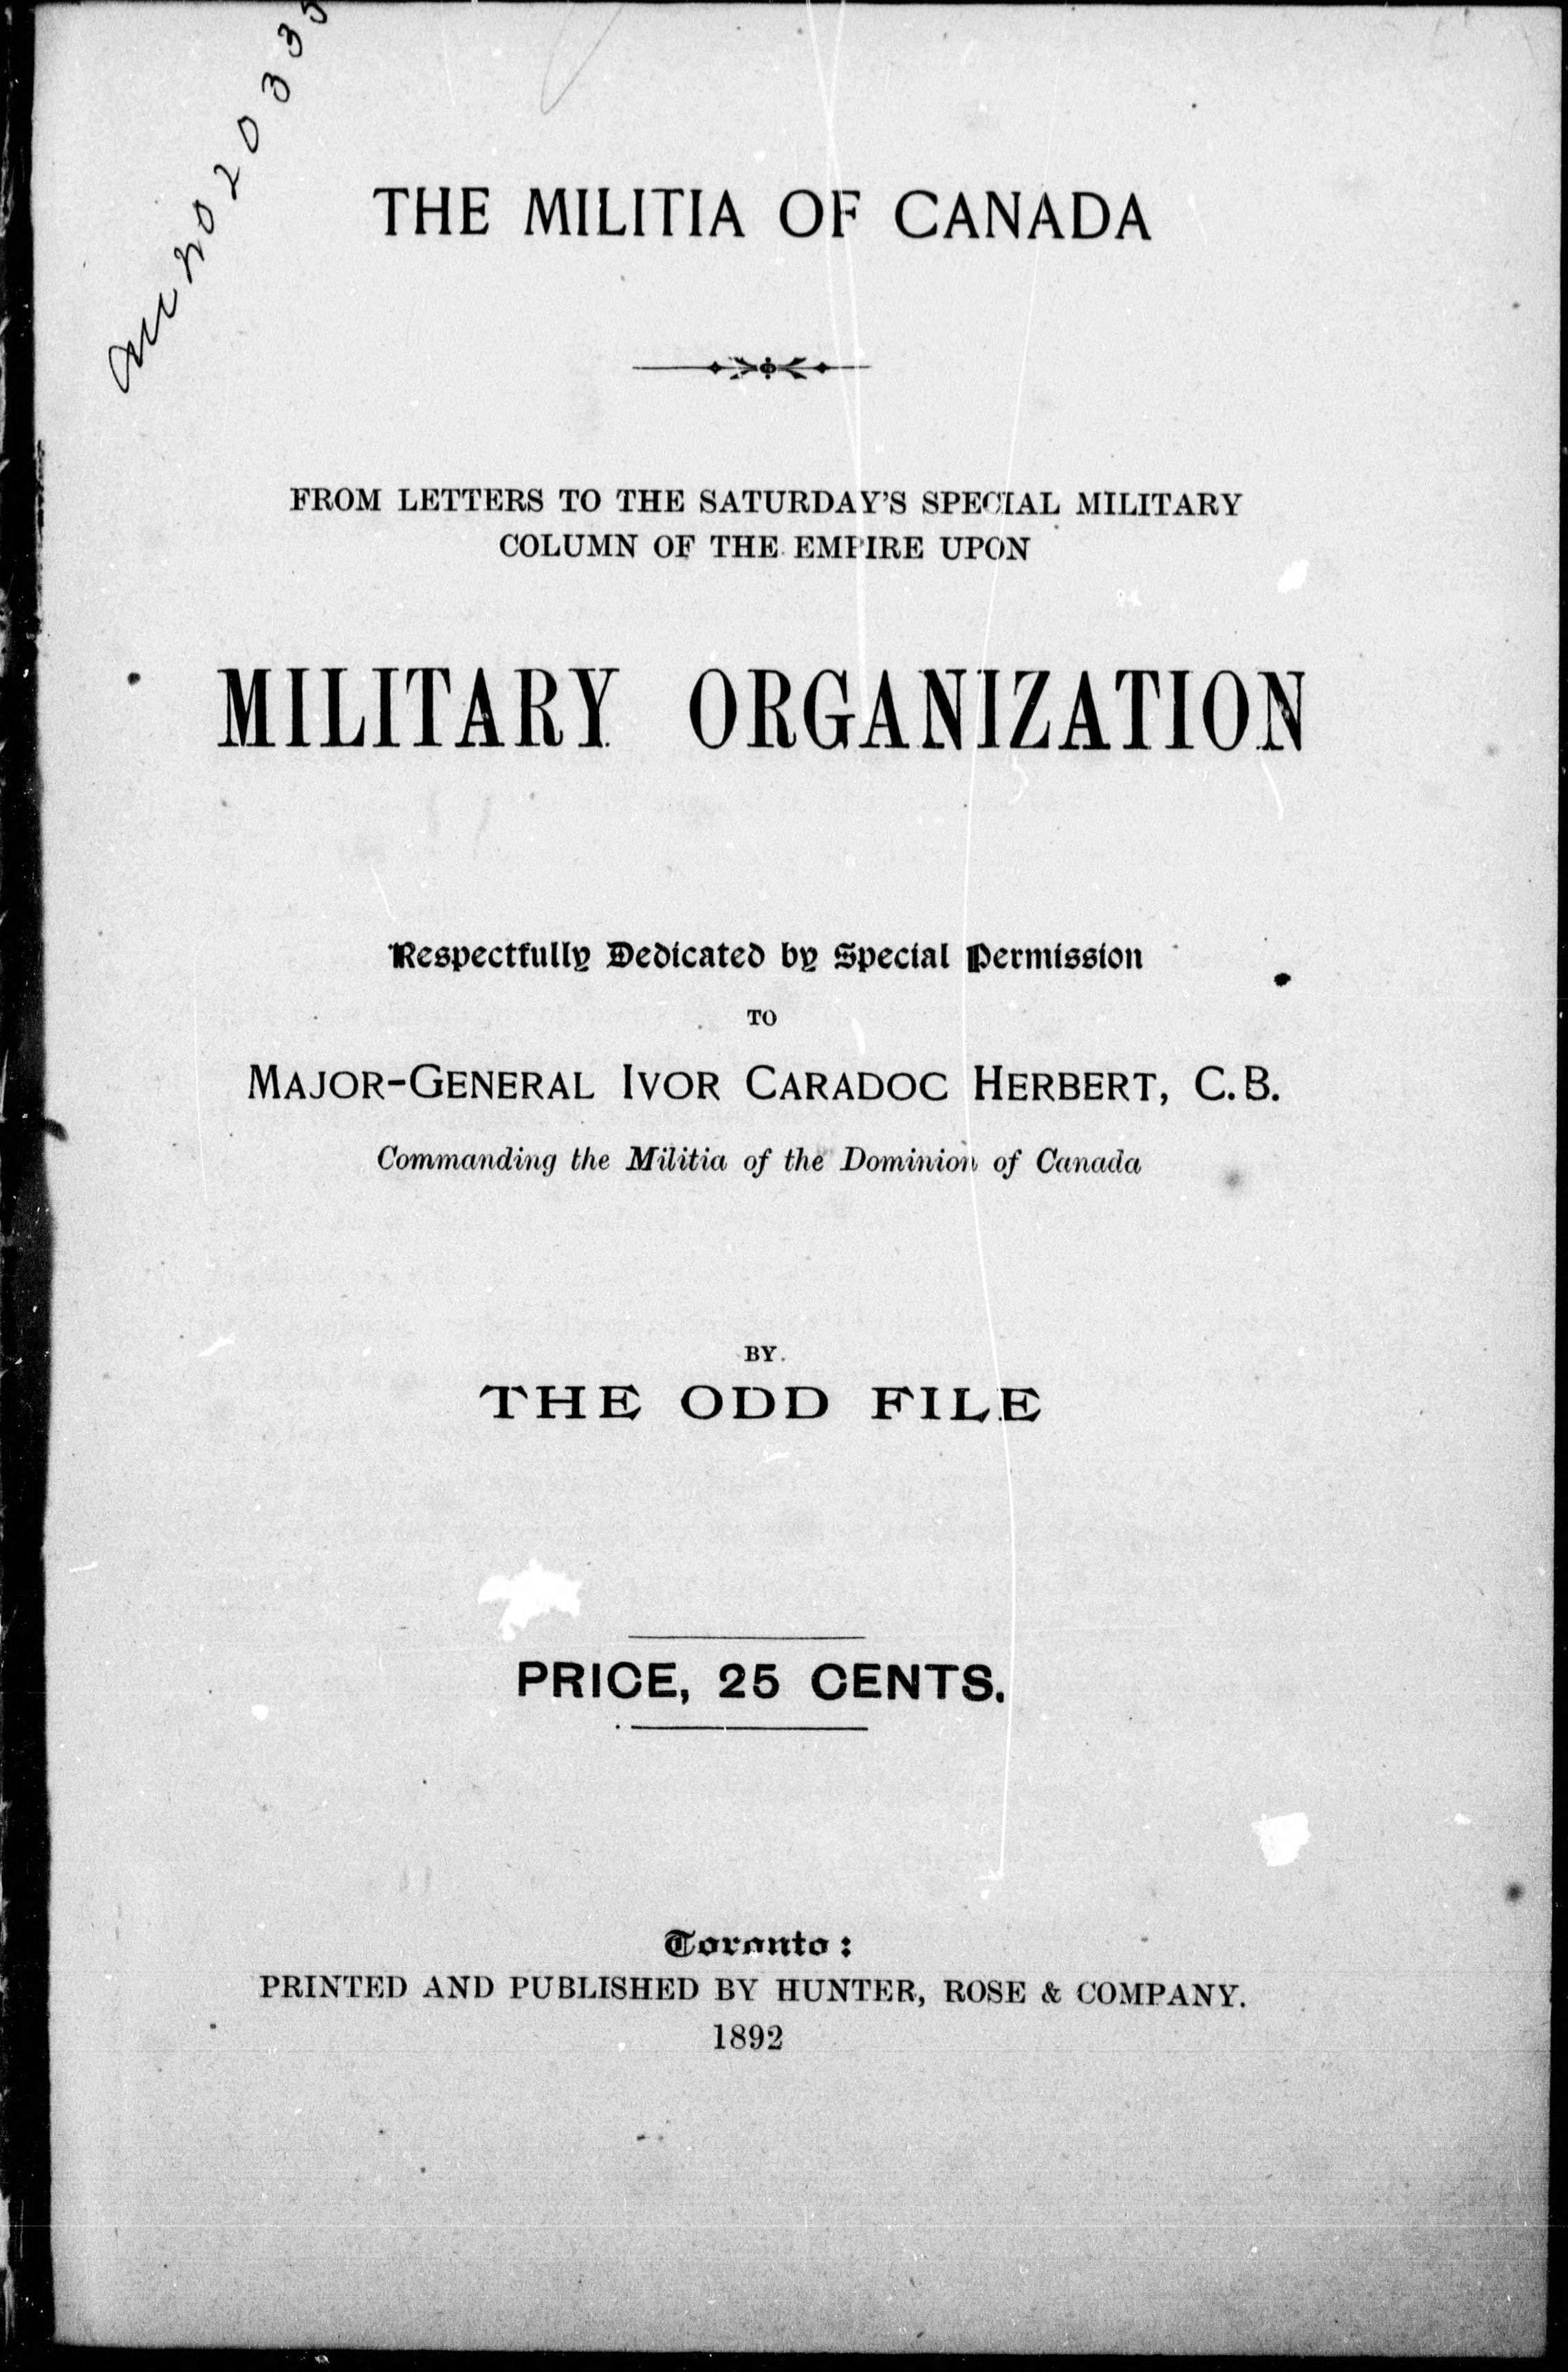 THE MILITIA OF CANADA
FROM LETTERS TO THE SATURDAY'S SPECIAL MILITARY
COLUMN OF THE EMPIRE UPON
MILITARY ORGANIZATION
Respectfully Dedicated by Special Permission
TO
MAJOR-GENERAL IVOR CARADOC HERBERT, C.B.
Commanding the Militia of the Dominion of Canada
BY
THE ODD FILE
PRICE, 25 CENTS.
Toronto:
PRINTED AND PUBLISHED BY HUNTER, ROSE & COMPANY.
1892